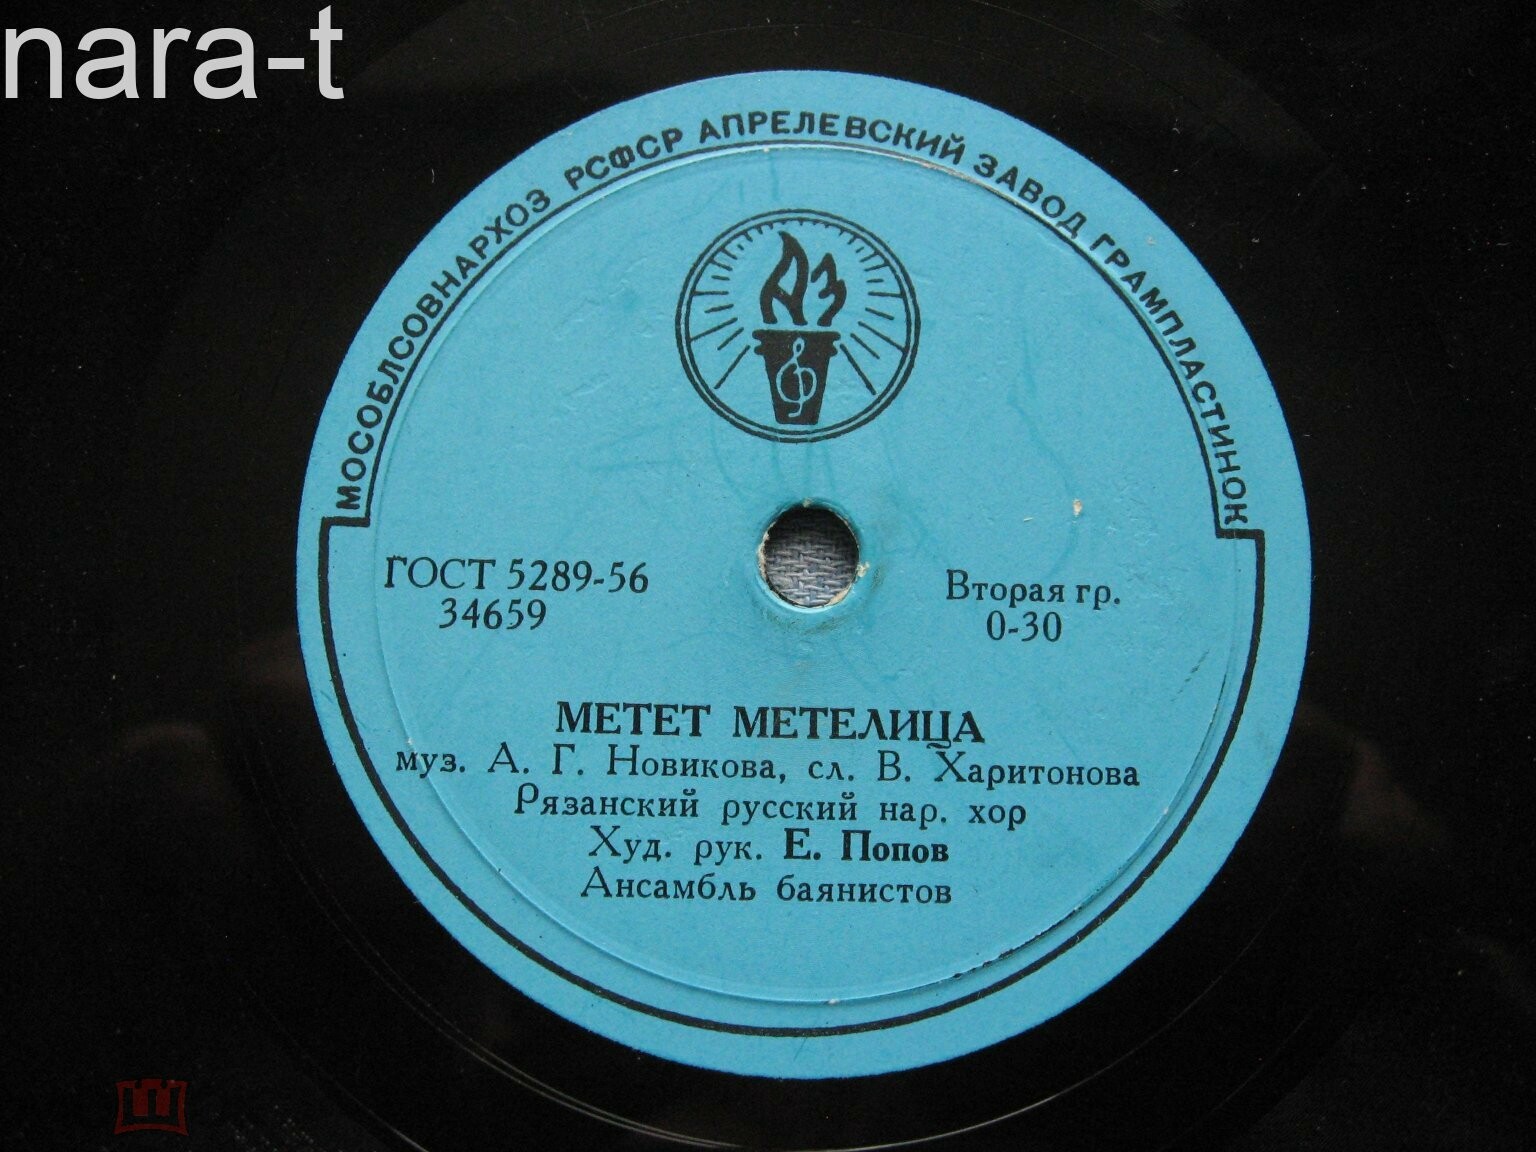 nara-t
МОСОБЛСОВНАРХОЗ РСФСР АПРЕЛЕВСКИЙ ЗАВОД ГРАМПЛАСТИНОК
АЗ
ГОСТ 5289-56
34659
Вторая гр.
0-30
МЕТЕТ МЕТЕЛИЦА
муз. А. Г. Новикова, сл. В. Харитонова
Рязанский русский нар. хор
Худ. рук. Е. Попов
Ансамбль баянистов